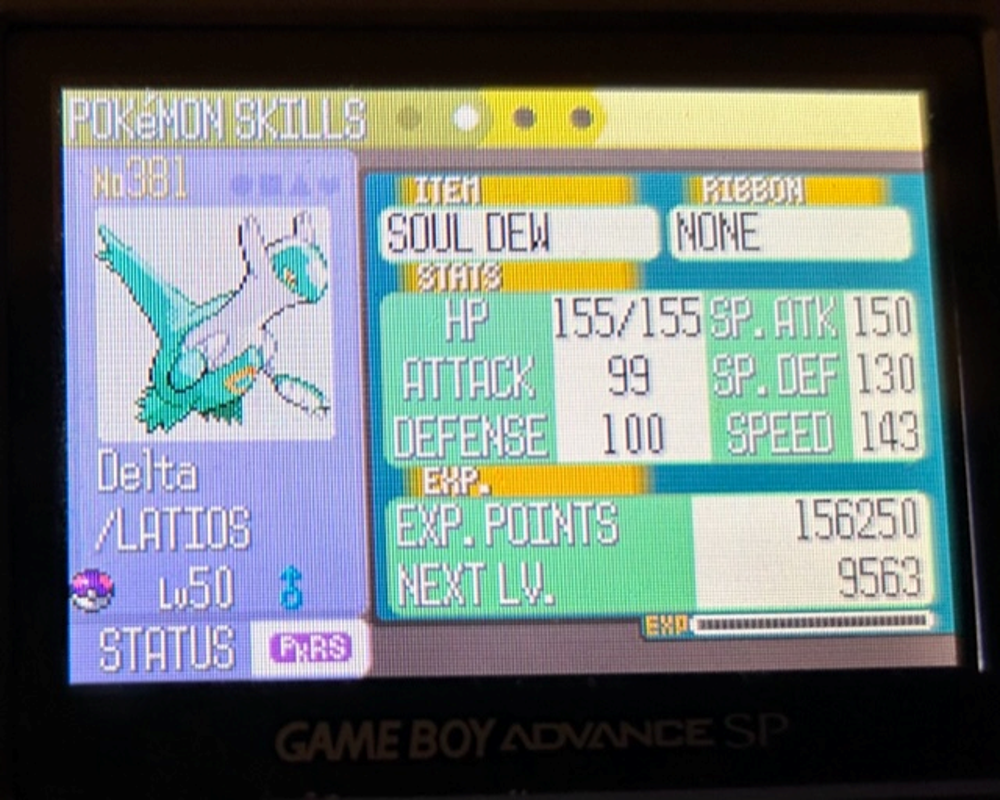 POKéMON SKILLS
No381
ITEM RIBBON
SOUL DEW NONE
STATS
HP 155/155 SP. ATK 150
ATTACK 99 SP. DEF 130
DEFENSE 100 SPEED 143
Delta
/LATIOS
Lv50 ♂
STATUS PKRS
EXP.
EXP. POINTS 156250
NEXT LV. 9563
EXP
GAME BOY ADVANCE SP